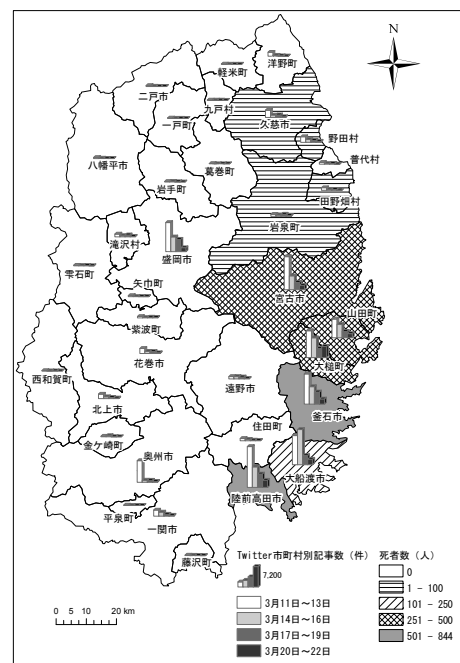 N
洋野町
軽米町
二戸市
九戸村
一戸町
久慈市
野田村
普代村
八幡平市
葛巻町
岩手町
田野畑村
岩泉町
滝沢村
盛岡市
雫石町
宮古市
矢巾町
山田町
紫波町
大槌町
花巻市
西和賀町
遠野市
釜石市
北上市
住田町
金ケ崎町
奥州市
大船渡市
陸前高田市
平泉町
一関市
藤沢町
Twitter市町村別記事数（件）
7,200
3月11日～13日
3月14日～16日
3月17日～19日
3月20日～22日
死者数（人）
0
1 - 100
101 - 250
251 - 500
501 - 844
0 5 10 20 km